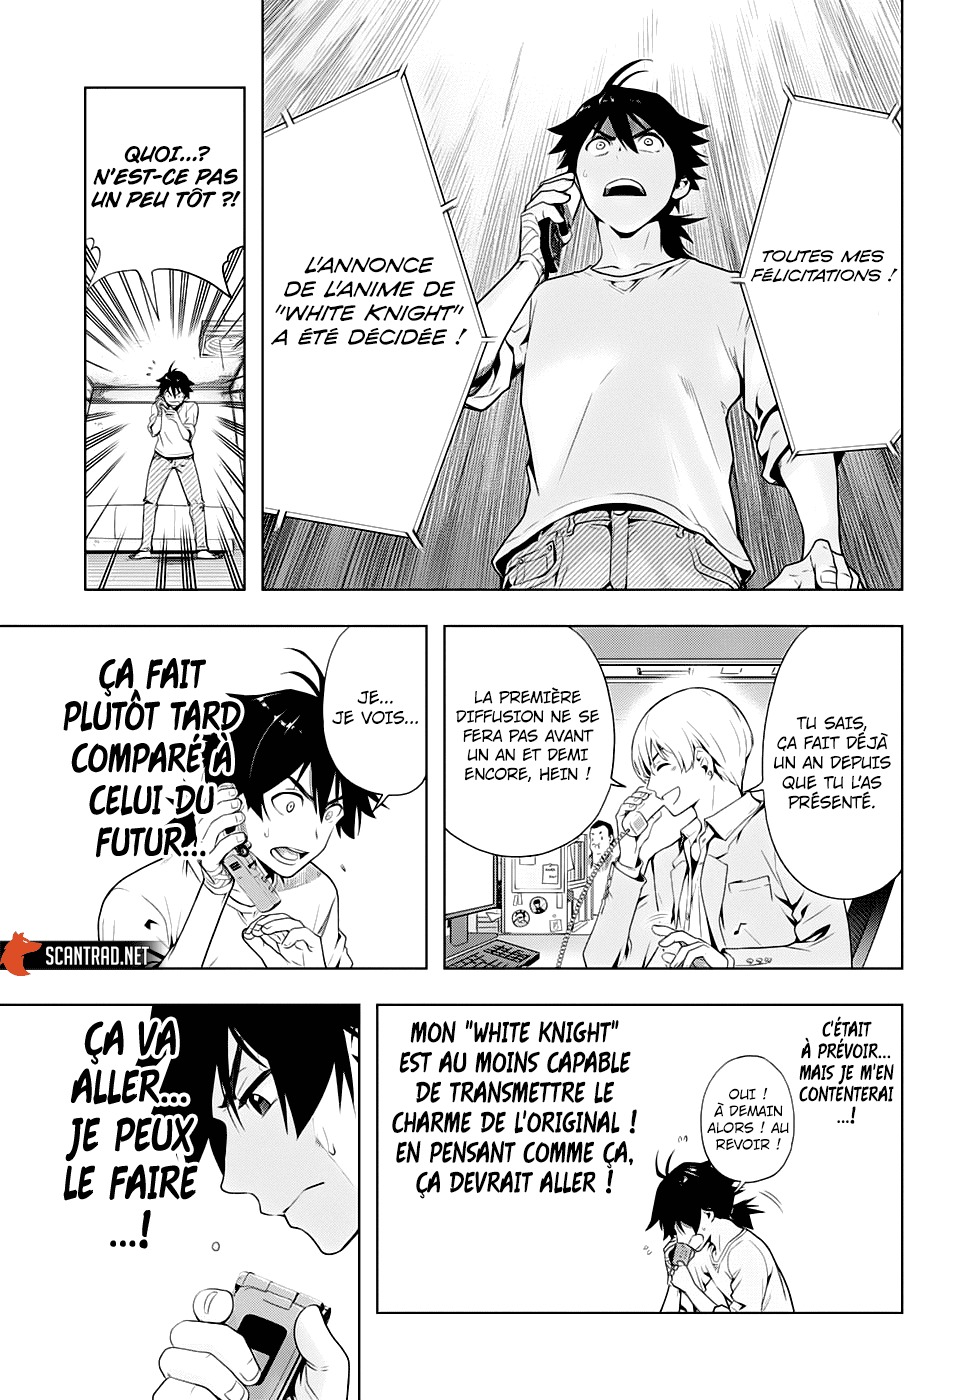 TOUTES MES
FÉLICITATIONS !
L'ANNONCE
DE L'ANIME DE
"WHITE KNIGHT"
A ÉTÉ DÉCIDÉE !
QUOI...?
N'EST-CE PAS
UN PEU TÔT ?!
TU SAIS,
ÇA FAIT DÉJÀ
UN AN DEPUIS
QUE TU L'AS
PRÉSENTÉ.
LA PREMIÈRE
DIFFUSION NE SE
FERA PAS AVANT
UN AN ET DEMI
ENCORE, HEIN !
JE...
JE VOIS...
ÇA FAIT
PLUTÔT TARD
COMPARÉ À
CELUI DU
FUTUR...
SCANTRAD.NET
C'ÉTAIT
À PRÉVOIR...
MAIS JE M'EN
CONTENTERAI
...!
OUI !
À DEMAIN
ALORS ! AU
REVOIR !
MON "WHITE KNIGHT"
EST AU MOINS CAPABLE
DE TRANSMETTRE LE
CHARME DE L'ORIGINAL !
EN PENSANT COMME ÇA,
ÇA DEVRAIT ALLER !
ÇA VA
ALLER...
JE PEUX
LE FAIRE
...!